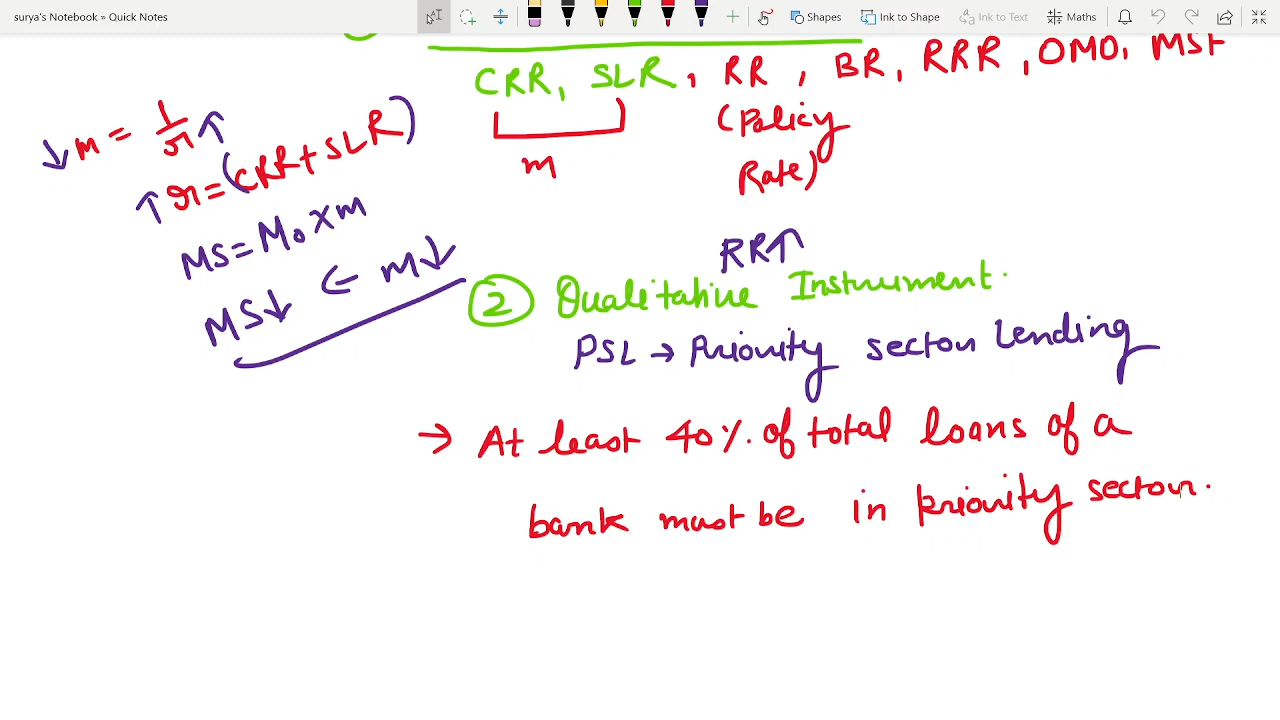 surya's Notebook » Quick Notes
Shapes
Ink to Shape
Ink to Text
Maths
CRR, SLR, RR, BR, RRR, OMO, MSF
m
(Policy
Rate)
↓m = 1/r↑
↑r=(CRR+SLR)
MS=M₀×m
MS↓ ← m↓
RR↑
② Qualitative Instrument.
PSL → Priority sector Lending
→ At least 40%. of total loans of a
bank must be in priority sector.